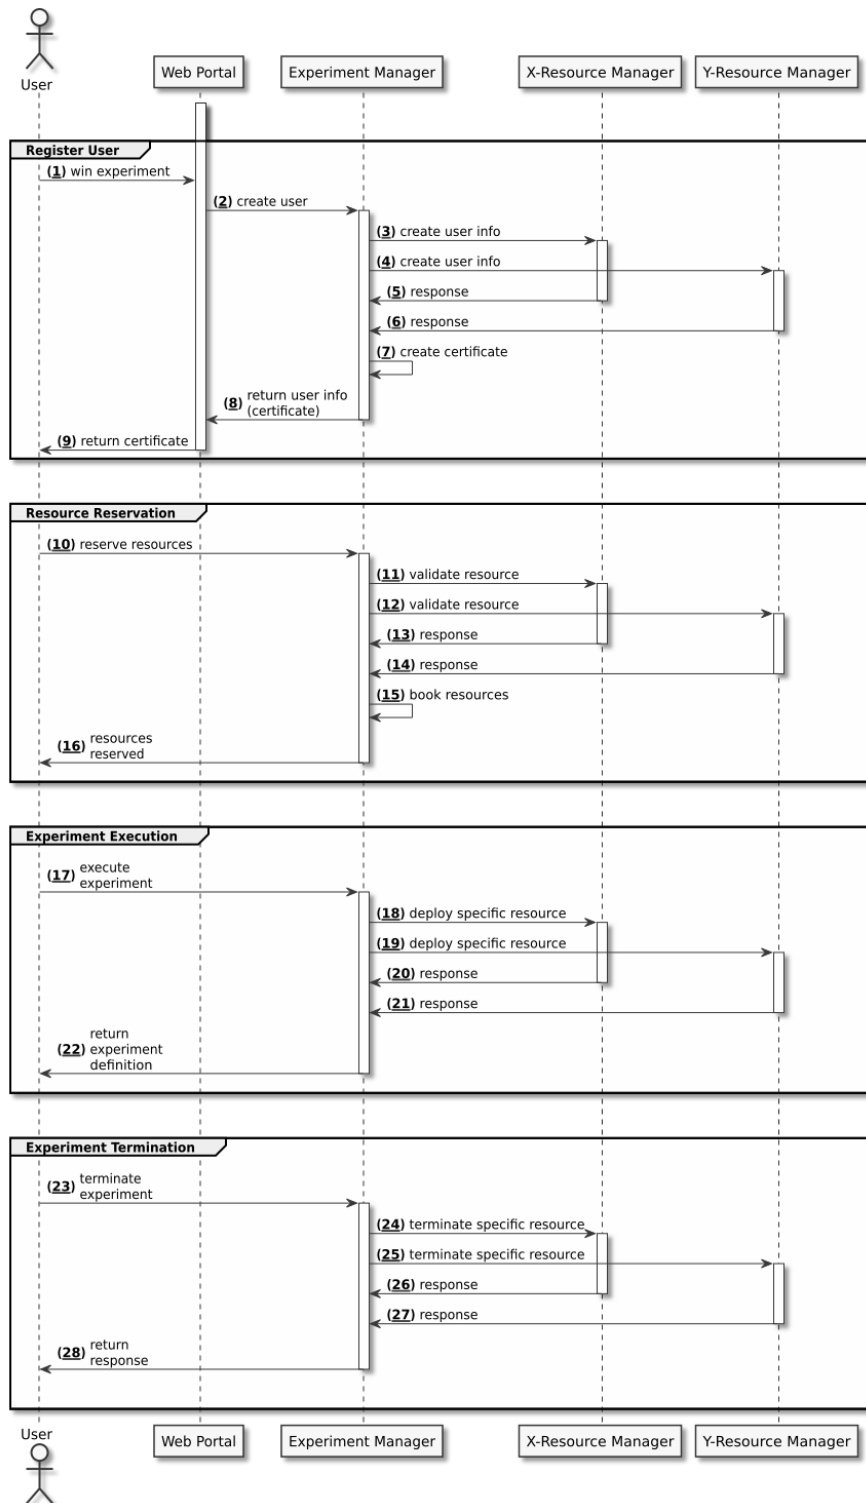 User
Web Portal
Experiment Manager
X-Resource Manager
Y-Resource Manager
Register User
(1) win experiment
(2) create user
(3) create user info
(4) create user info
(5) response
(6) response
(7) create certificate
(8) return user info
(certificate)
(9) return certificate
Resource Reservation
(10) reserve resources
(11) validate resource
(12) validate resource
(13) response
(14) response
(15) book resources
(16) resources
reserved
Experiment Execution
(17) execute
experiment
(18) deploy specific resource
(19) deploy specific resource
(20) response
(21) response
return
(22) experiment
definition
Experiment Termination
(23) terminate
experiment
(24) terminate specific resource
(25) terminate specific resource
(26) response
(27) response
(28) return
response
User
Web Portal
Experiment Manager
X-Resource Manager
Y-Resource Manager